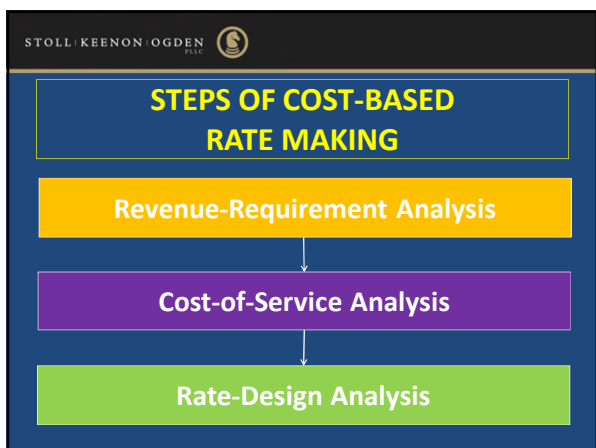 STOLL | KEENON | OGDEN
PLLC
STEPS OF COST-BASED
RATE MAKING
Revenue-Requirement Analysis
Cost-of-Service Analysis
Rate-Design Analysis